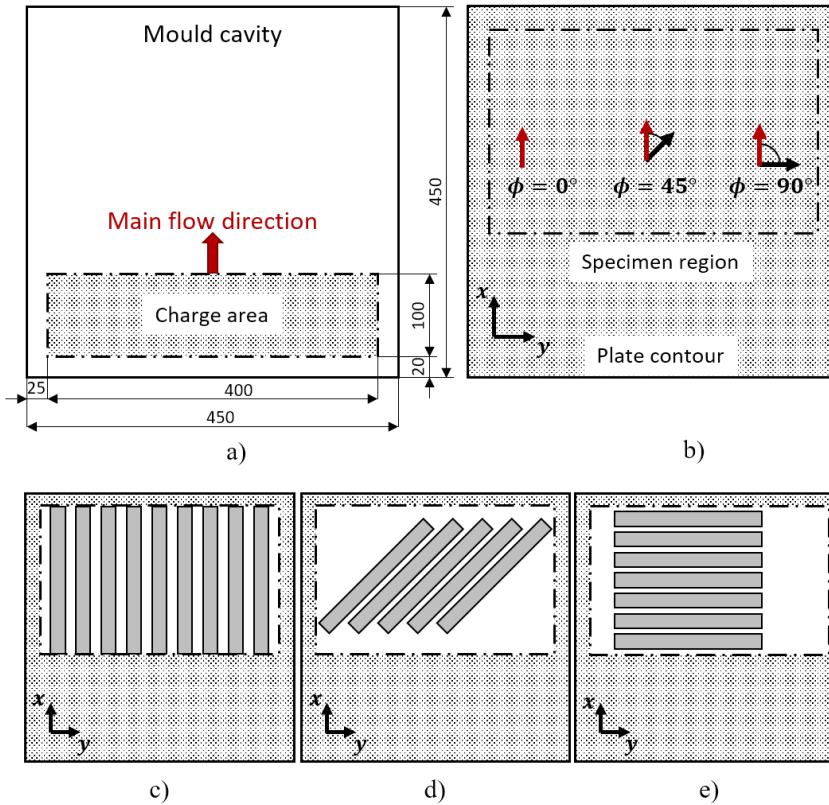 Mould cavity
Main flow direction
Charge area
450
100
20
25
400
450
a)
ϕ = 0°
ϕ = 45°
ϕ = 90°
Specimen region
x
y
Plate contour
b)
x
y
c)
x
y
d)
x
y
e)